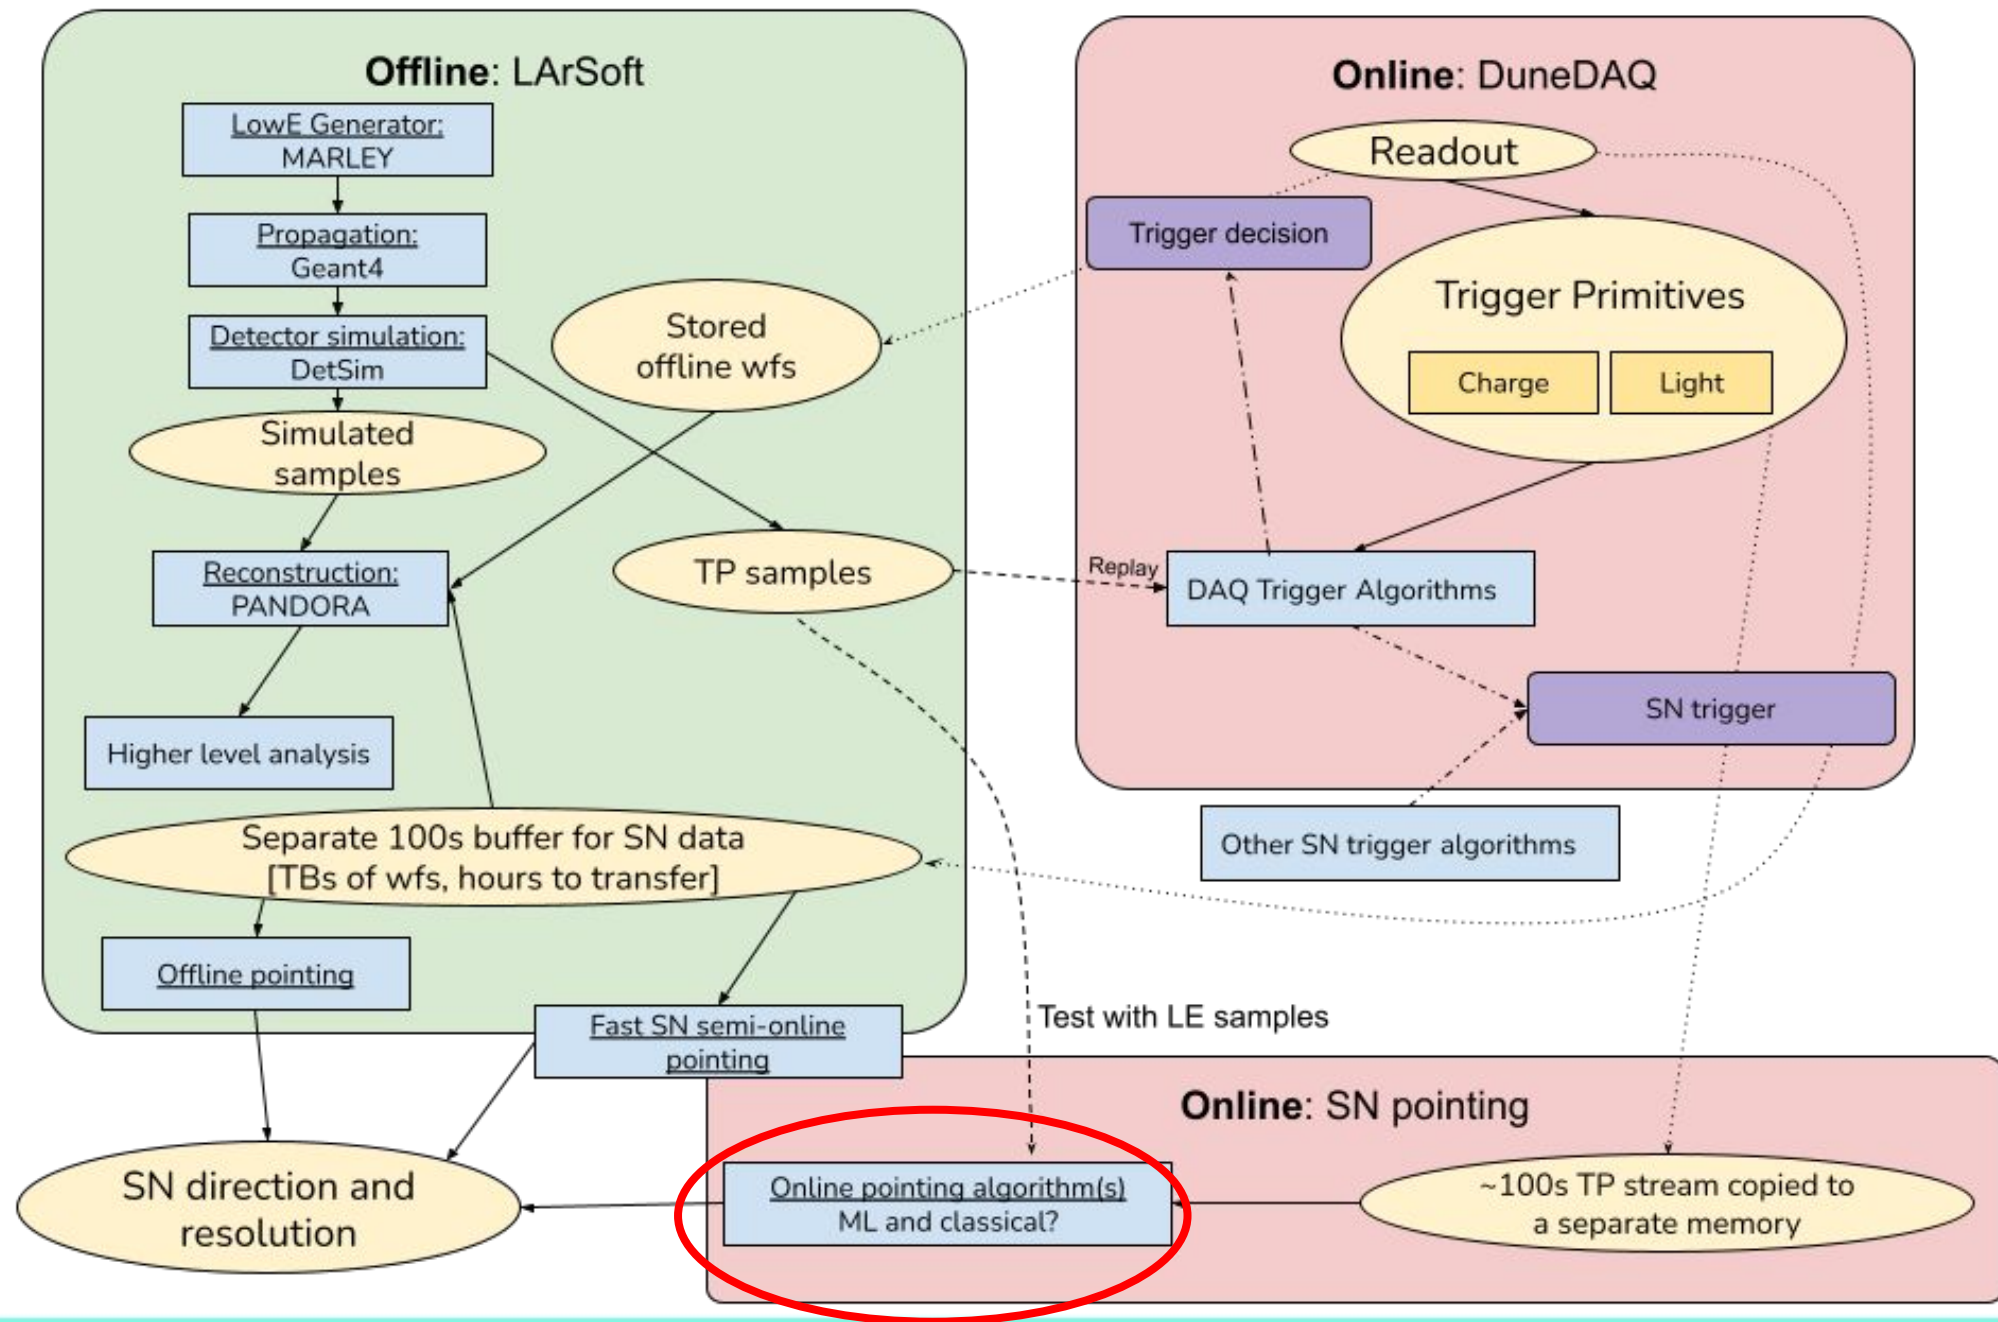 Offline: LArSoft
LowE Generator:
MARLEY
Propagation:
Geant4
Detector simulation:
DetSim
Simulated
samples
Stored
offline wfs
Reconstruction:
PANDORA
TP samples
Higher level analysis
Separate 100s buffer for SN data
[TBs of wfs, hours to transfer]
Offline pointing
Fast SN semi-online
pointing
SN direction and
resolution
Online: DuneDAQ
Readout
Trigger decision
Trigger Primitives
Charge
Light
Replay
DAQ Trigger Algorithms
SN trigger
Other SN trigger algorithms
Test with LE samples
Online: SN pointing
Online pointing algorithm(s)
ML and classical?
~100s TP stream copied to
a separate memory